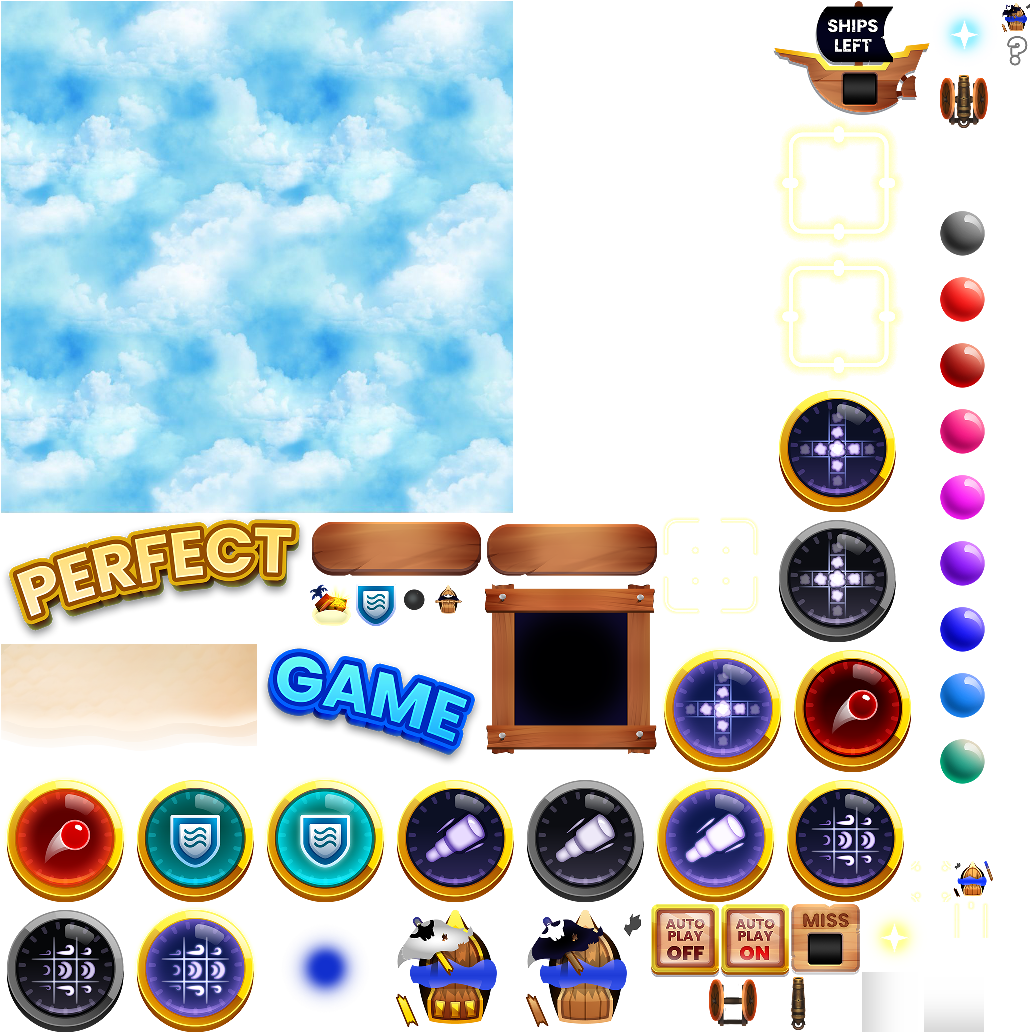 SHIPS
LEFT
?
PERFECT
GAME
AUTO
PLAY
OFF
AUTO
PLAY
ON
MISS